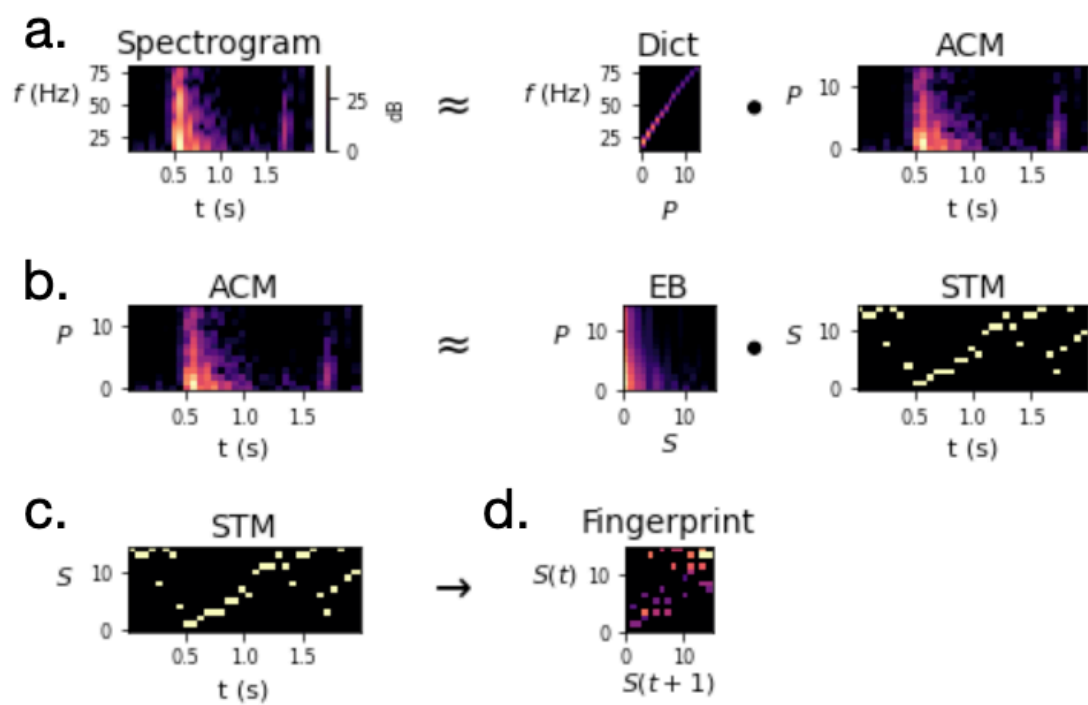 a.
Spectrogram
f (Hz)
75
50
25
0.5 1.0 1.5
t (s)
25
0
dB
≈
Dict
f (Hz)
75
50
25
0 10
P
•
ACM
P
10
0
0.5 1.0 1.5
t (s)
b.
ACM
P
10
0
0.5 1.0 1.5
t (s)
≈
EB
P
10
0
0 10
S
•
STM
S
10
0
0.5 1.0 1.5
t (s)
c.
STM
S
10
0
0.5 1.0 1.5
t (s)
→
d.
Fingerprint
S(t)
10
0
0 10
S(t + 1)